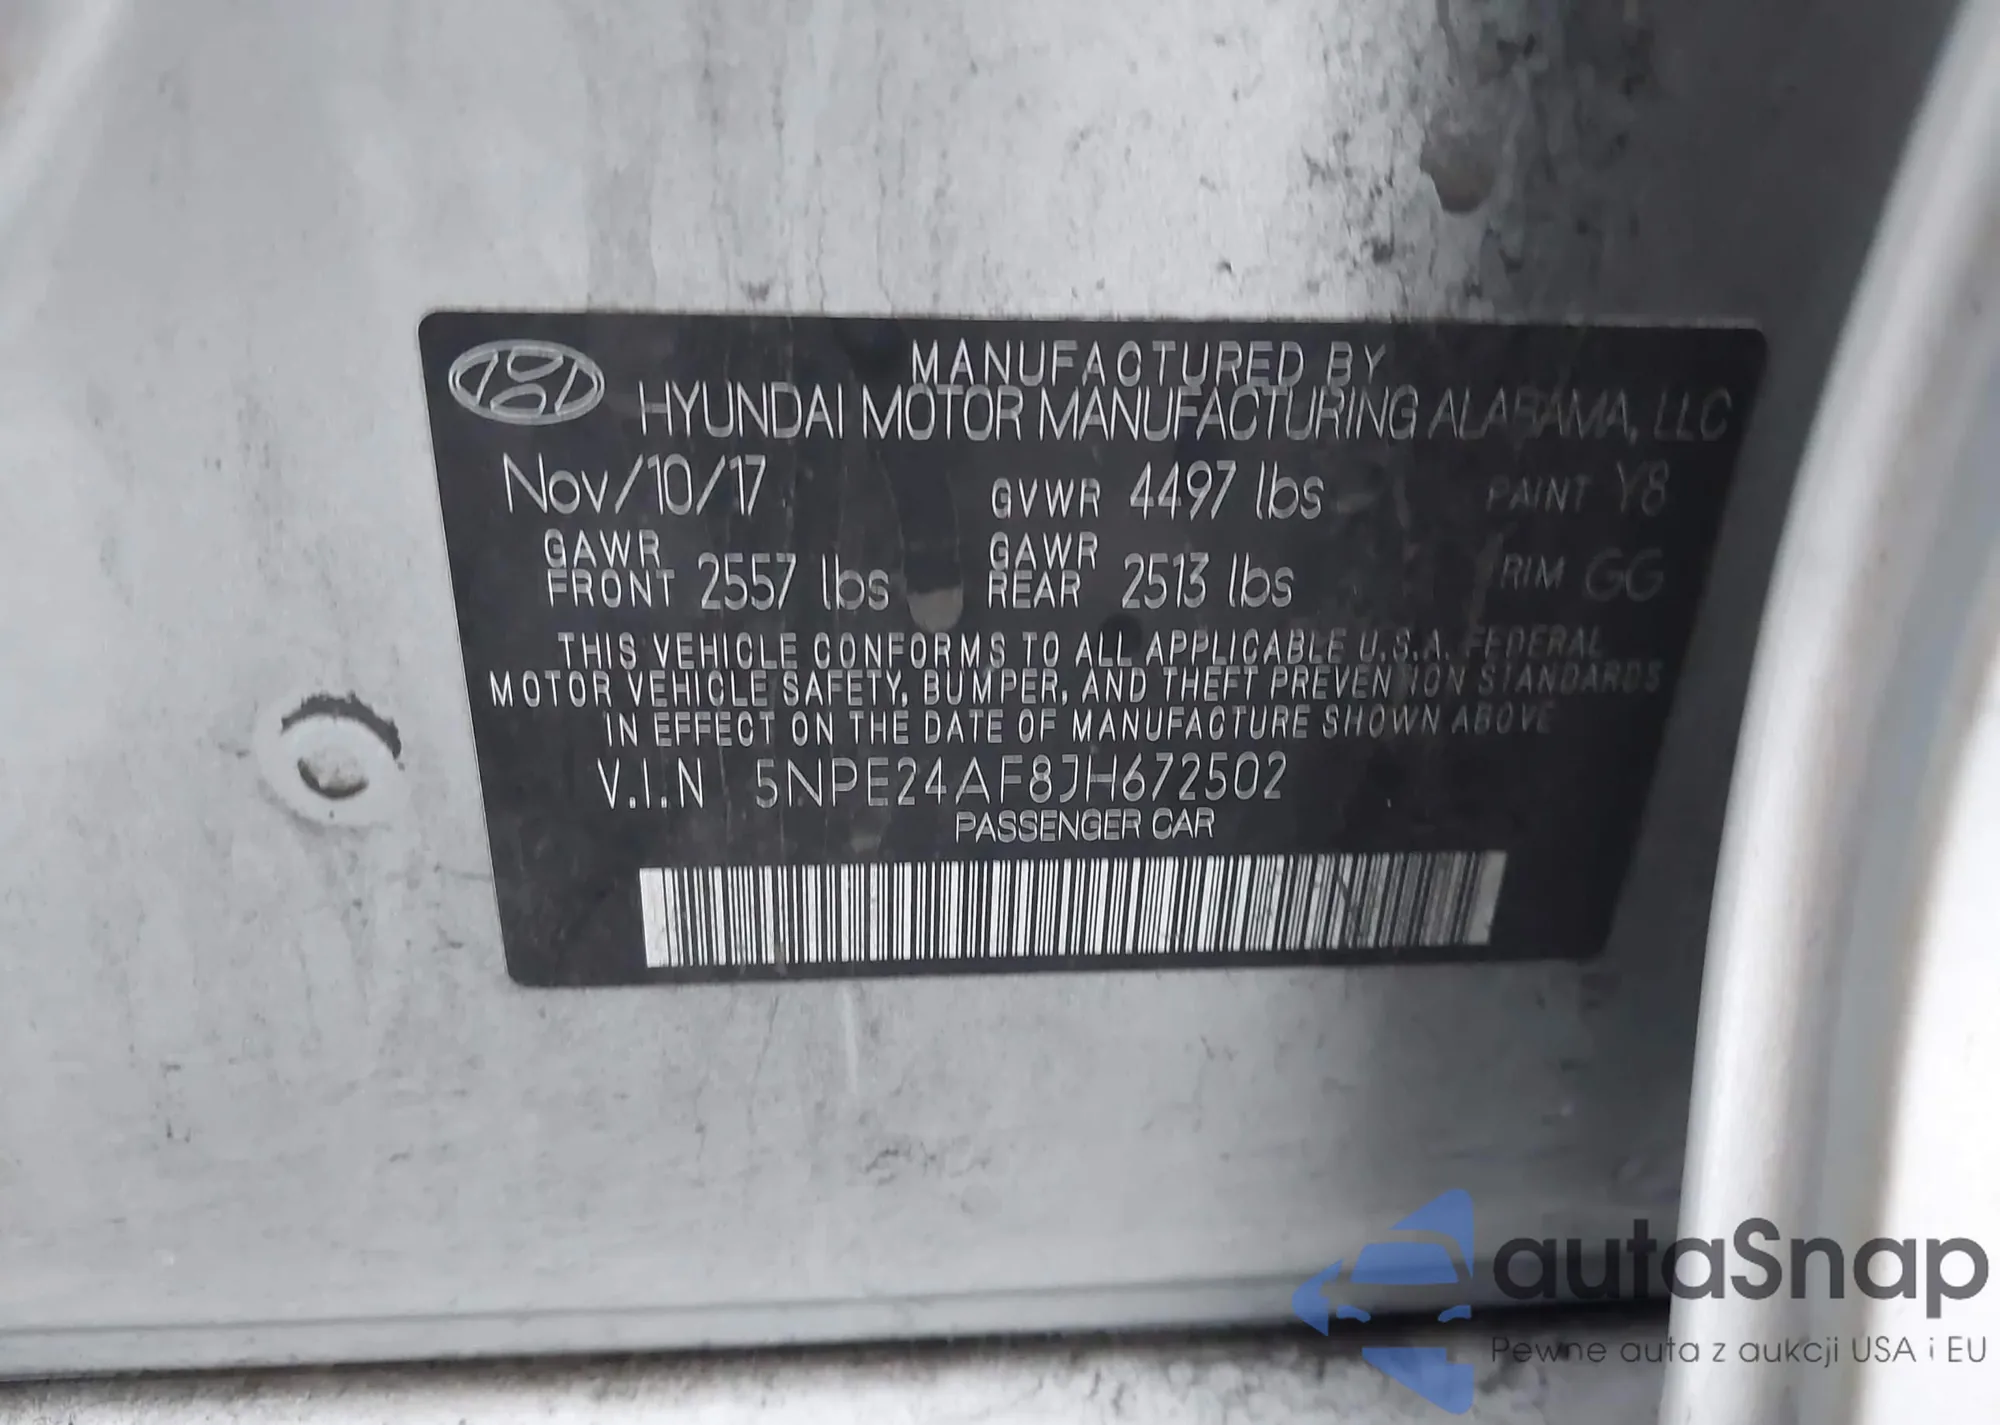 MANUFACTURED BY
HYUNDAI MOTOR MANUFACTURING ALABAMA, LLC
Nov/10/17 GVWR 4497 lbs PAINT Y8
GAWR FRONT 2557 lbs GAWR REAR 2513 lbs RIM GG
THIS VEHICLE CONFORMS TO ALL APPLICABLE U.S.A. FEDERAL
MOTOR VEHICLE SAFETY, BUMPER, AND THEFT PREVENTION STANDARDS
IN EFFECT ON THE DATE OF MANUFACTURE SHOWN ABOVE
V.I.N 5NPE24AF8JH672502
PASSENGER CAR
autoSnap
Pewne auta z aukcji USA i EU